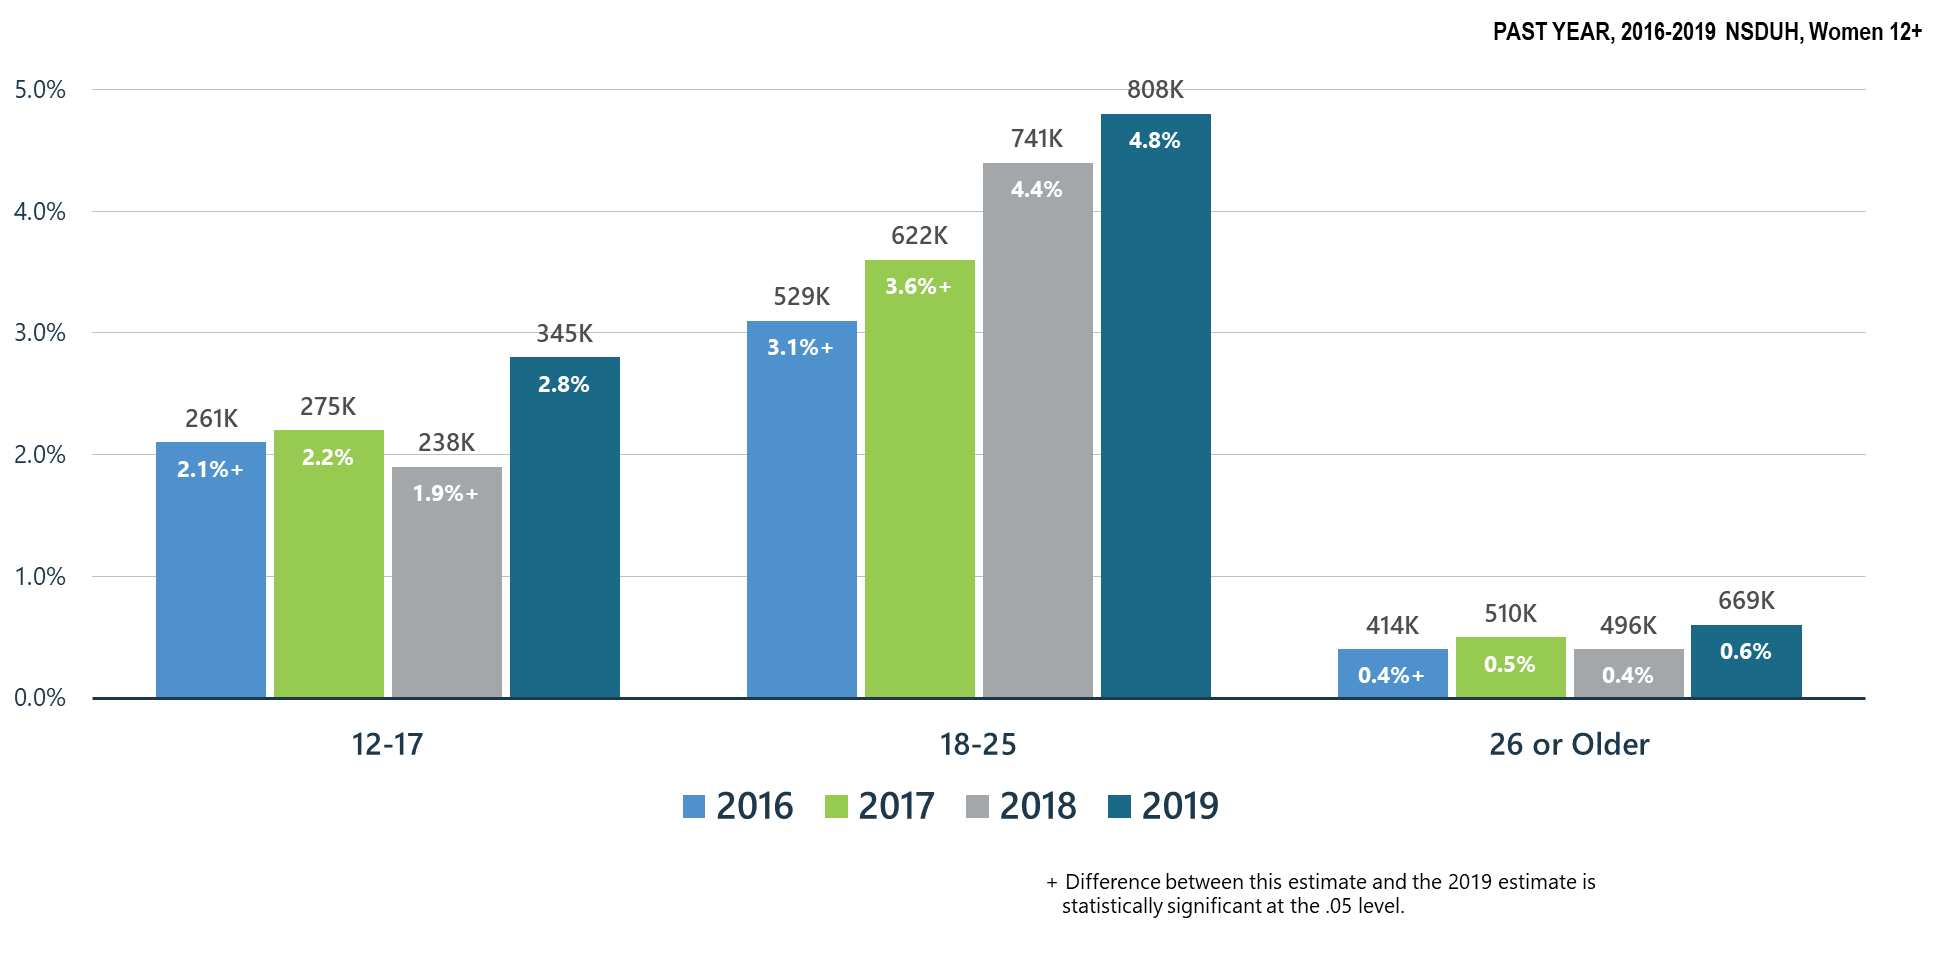 PAST YEAR, 2016-2019 NSDUH, Women 12+
5.0%
4.0%
3.0%
2.0%
1.0%
0.0%
261K
2.1%+
275K
2.2%
238K
1.9%+
345K
2.8%
529K
3.1%+
622K
3.6%+
741K
4.4%
808K
4.8%
414K
0.4%+
510K
0.5%
496K
0.4%
669K
0.6%
12-17
18-25
26 or Older
2016
2017
2018
2019
+ Difference between this estimate and the 2019 estimate is
statistically significant at the .05 level.